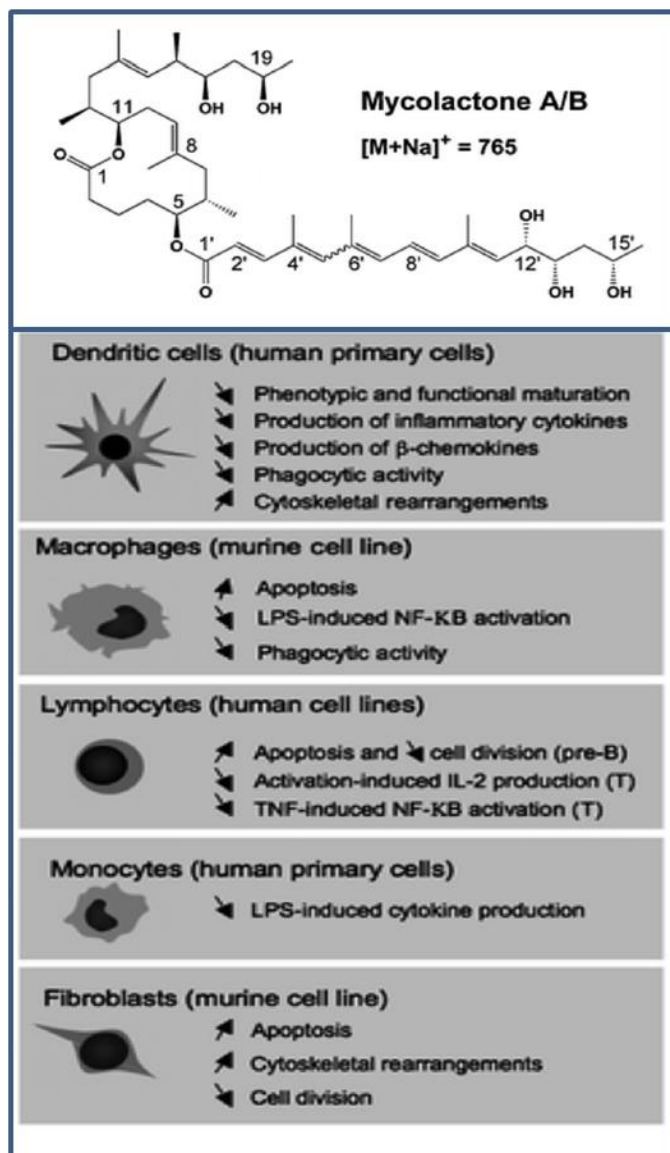 19
OH
OH
Mycolactone A/B
[M+Na]+ = 765
11
8
O
O
1
5
O
1'
2'
4'
6'
8'
12'
15'
OH
OH
OH
O
Dendritic cells (human primary cells)
↘ Phenotypic and functional maturation
↘ Production of inflammatory cytokines
↘ Production of β-chemokines
↘ Phagocytic activity
↗ Cytoskeletal rearrangements
Macrophages (murine cell line)
↗ Apoptosis
↘ LPS-induced NF-KB activation
↘ Phagocytic activity
Lymphocytes (human cell lines)
↗ Apoptosis and ↘ cell division (pre-B)
↘ Activation-induced IL-2 production (T)
↘ TNF-induced NF-KB activation (T)
Monocytes (human primary cells)
↘ LPS-induced cytokine production
Fibroblasts (murine cell line)
↗ Apoptosis
↗ Cytoskeletal rearrangements
↘ Cell division